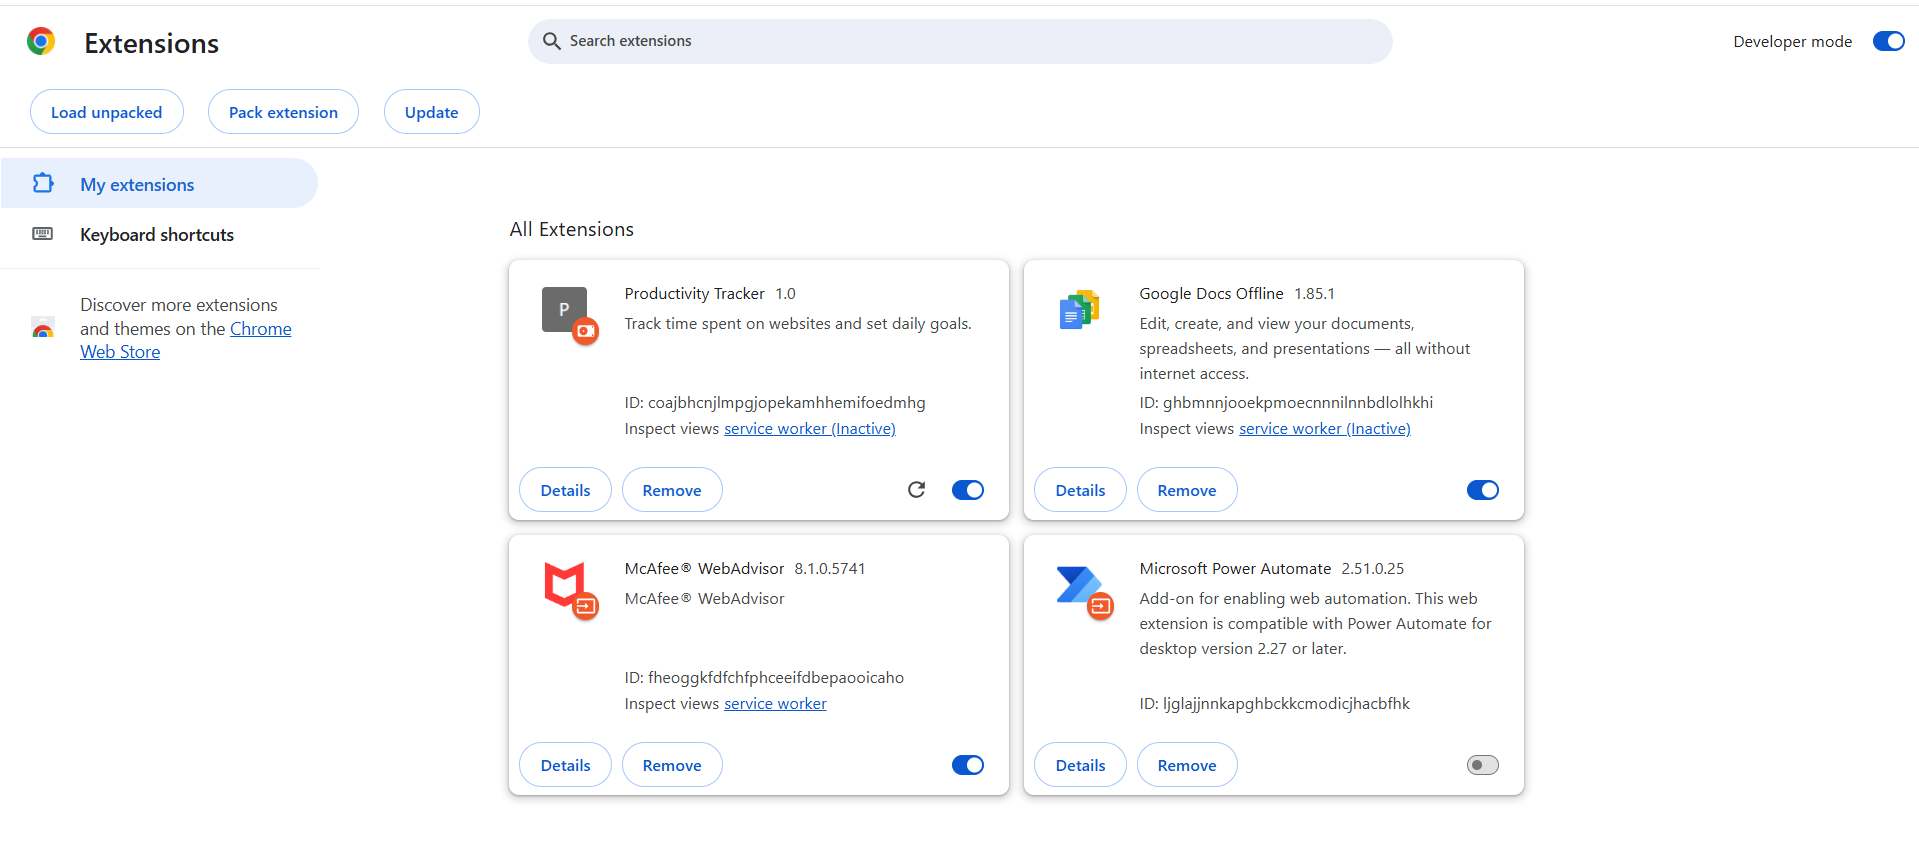 Extensions
Search extensions
Developer mode
Load unpacked
Pack extension
Update
My extensions
Keyboard shortcuts
Discover more extensions
and themes on the Chrome
Web Store
All Extensions
P
Productivity Tracker 1.0
Track time spent on websites and set daily goals.
ID: coajbhcnjlmpgjopekamhhemifoedmhg
Inspect views service worker (Inactive)
Details
Remove
Google Docs Offline 1.85.1
Edit, create, and view your documents,
spreadsheets, and presentations — all without
internet access.
ID: ghbmnnjooekpmoecnnnilnnbdlolhkhi
Inspect views service worker (Inactive)
Details
Remove
McAfee® WebAdvisor 8.1.0.5741
McAfee® WebAdvisor
ID: fheoggkfdfchfphceeifdbepaooicaho
Inspect views service worker
Details
Remove
Microsoft Power Automate 2.51.0.25
Add-on for enabling web automation. This web
extension is compatible with Power Automate for
desktop version 2.27 or later.
ID: ljglajjnnkapghbckkcmodicjhacbfhk
Details
Remove